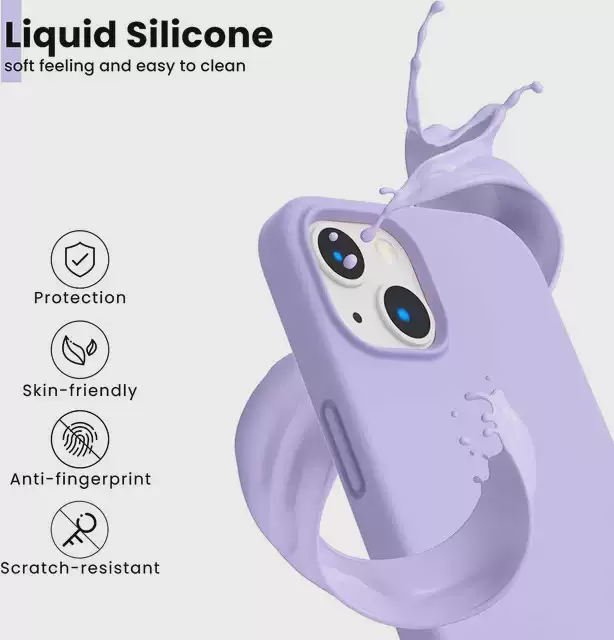 Liquid Silicone
soft feeling and easy to clean
Protection
Skin-friendly
Anti-fingerprint
Scratch-resistant